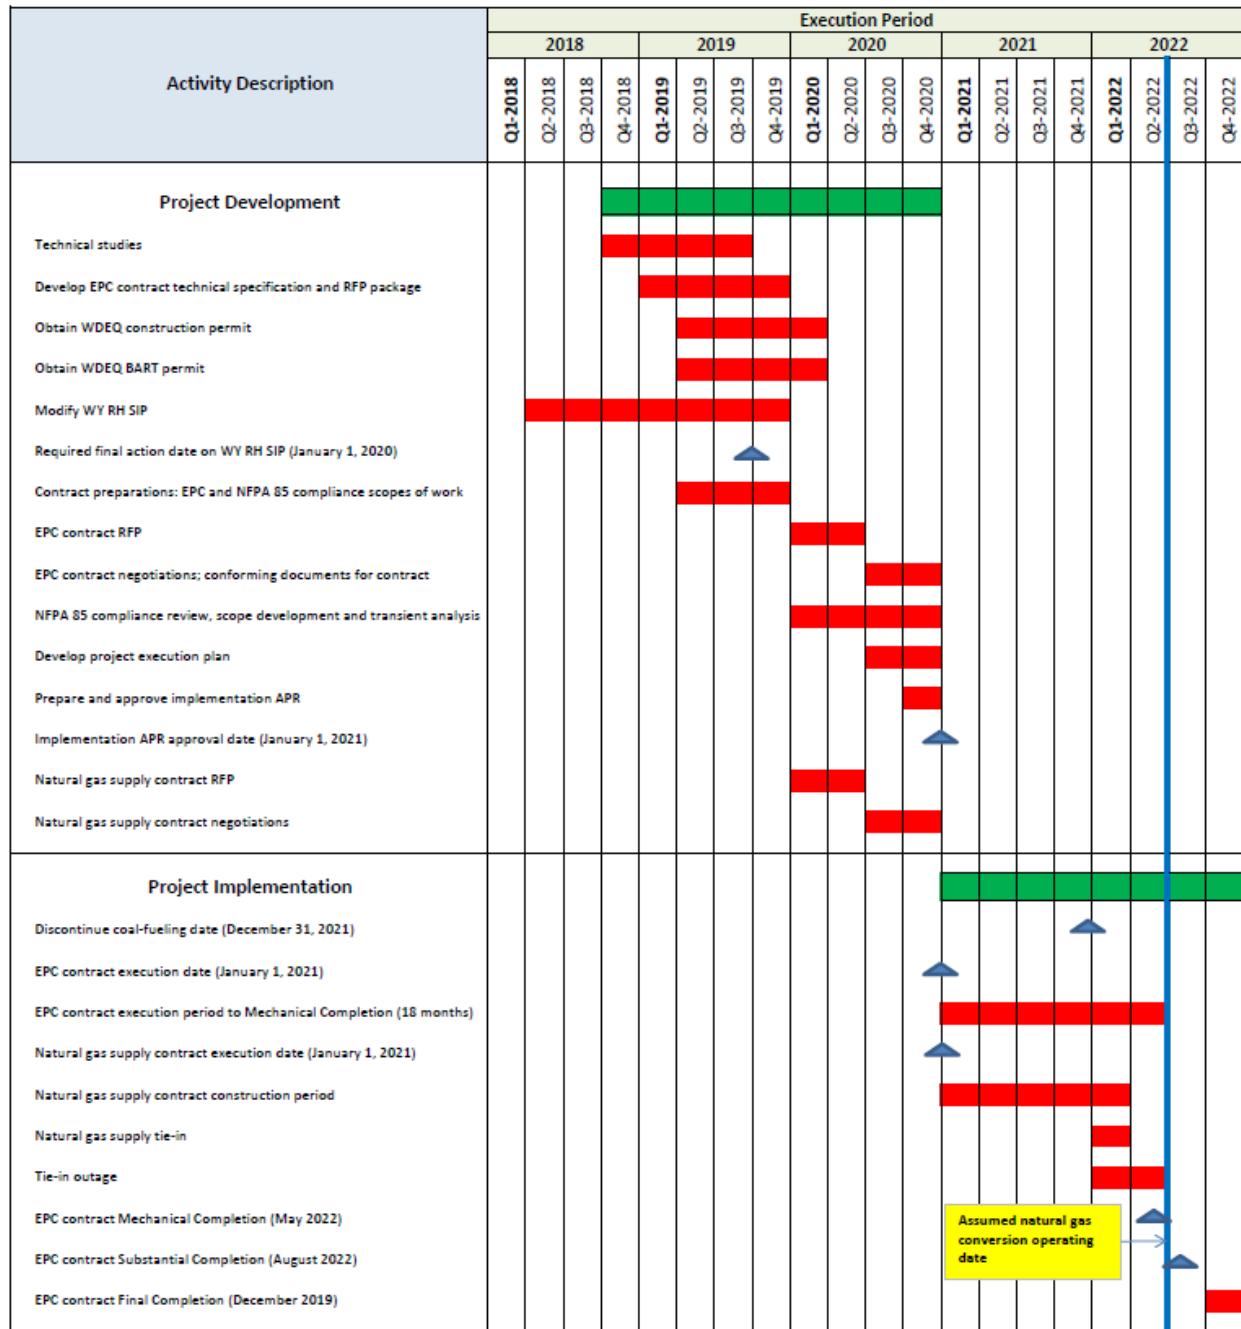 Execution Period
Activity Description
2018 2019 2020 2021 2022
Q1-2018 Q2-2018 Q3-2018 Q4-2018 Q1-2019 Q2-2019 Q3-2019 Q4-2019 Q1-2020 Q2-2020 Q3-2020 Q4-2020 Q1-2021 Q2-2021 Q3-2021 Q4-2021 Q1-2022 Q2-2022 Q3-2022 Q4-2022
Project Development
Technical studies
Develop EPC contract technical specification and RFP package
Obtain WDEQ construction permit
Obtain WDEQ BART permit
Modify WY RH SIP
Required final action date on WY RH SIP (January 1, 2020)
Contract preparations: EPC and NFPA 85 compliance scopes of work
EPC contract RFP
EPC contract negotiations; conforming documents for contract
NFPA 85 compliance review, scope development and transient analysis
Develop project execution plan
Prepare and approve implementation APR
Implementation APR approval date (January 1, 2021)
Natural gas supply contract RFP
Natural gas supply contract negotiations
Project Implementation
Discontinue coal-fueling date (December 31, 2021)
EPC contract execution date (January 1, 2021)
EPC contract execution period to Mechanical Completion (18 months)
Natural gas supply contract execution date (January 1, 2021)
Natural gas supply contract construction period
Natural gas supply tie-in
Tie-in outage
EPC contract Mechanical Completion (May 2022)
EPC contract Substantial Completion (August 2022)
EPC contract Final Completion (December 2019)
Assumed natural gas
conversion operating
date